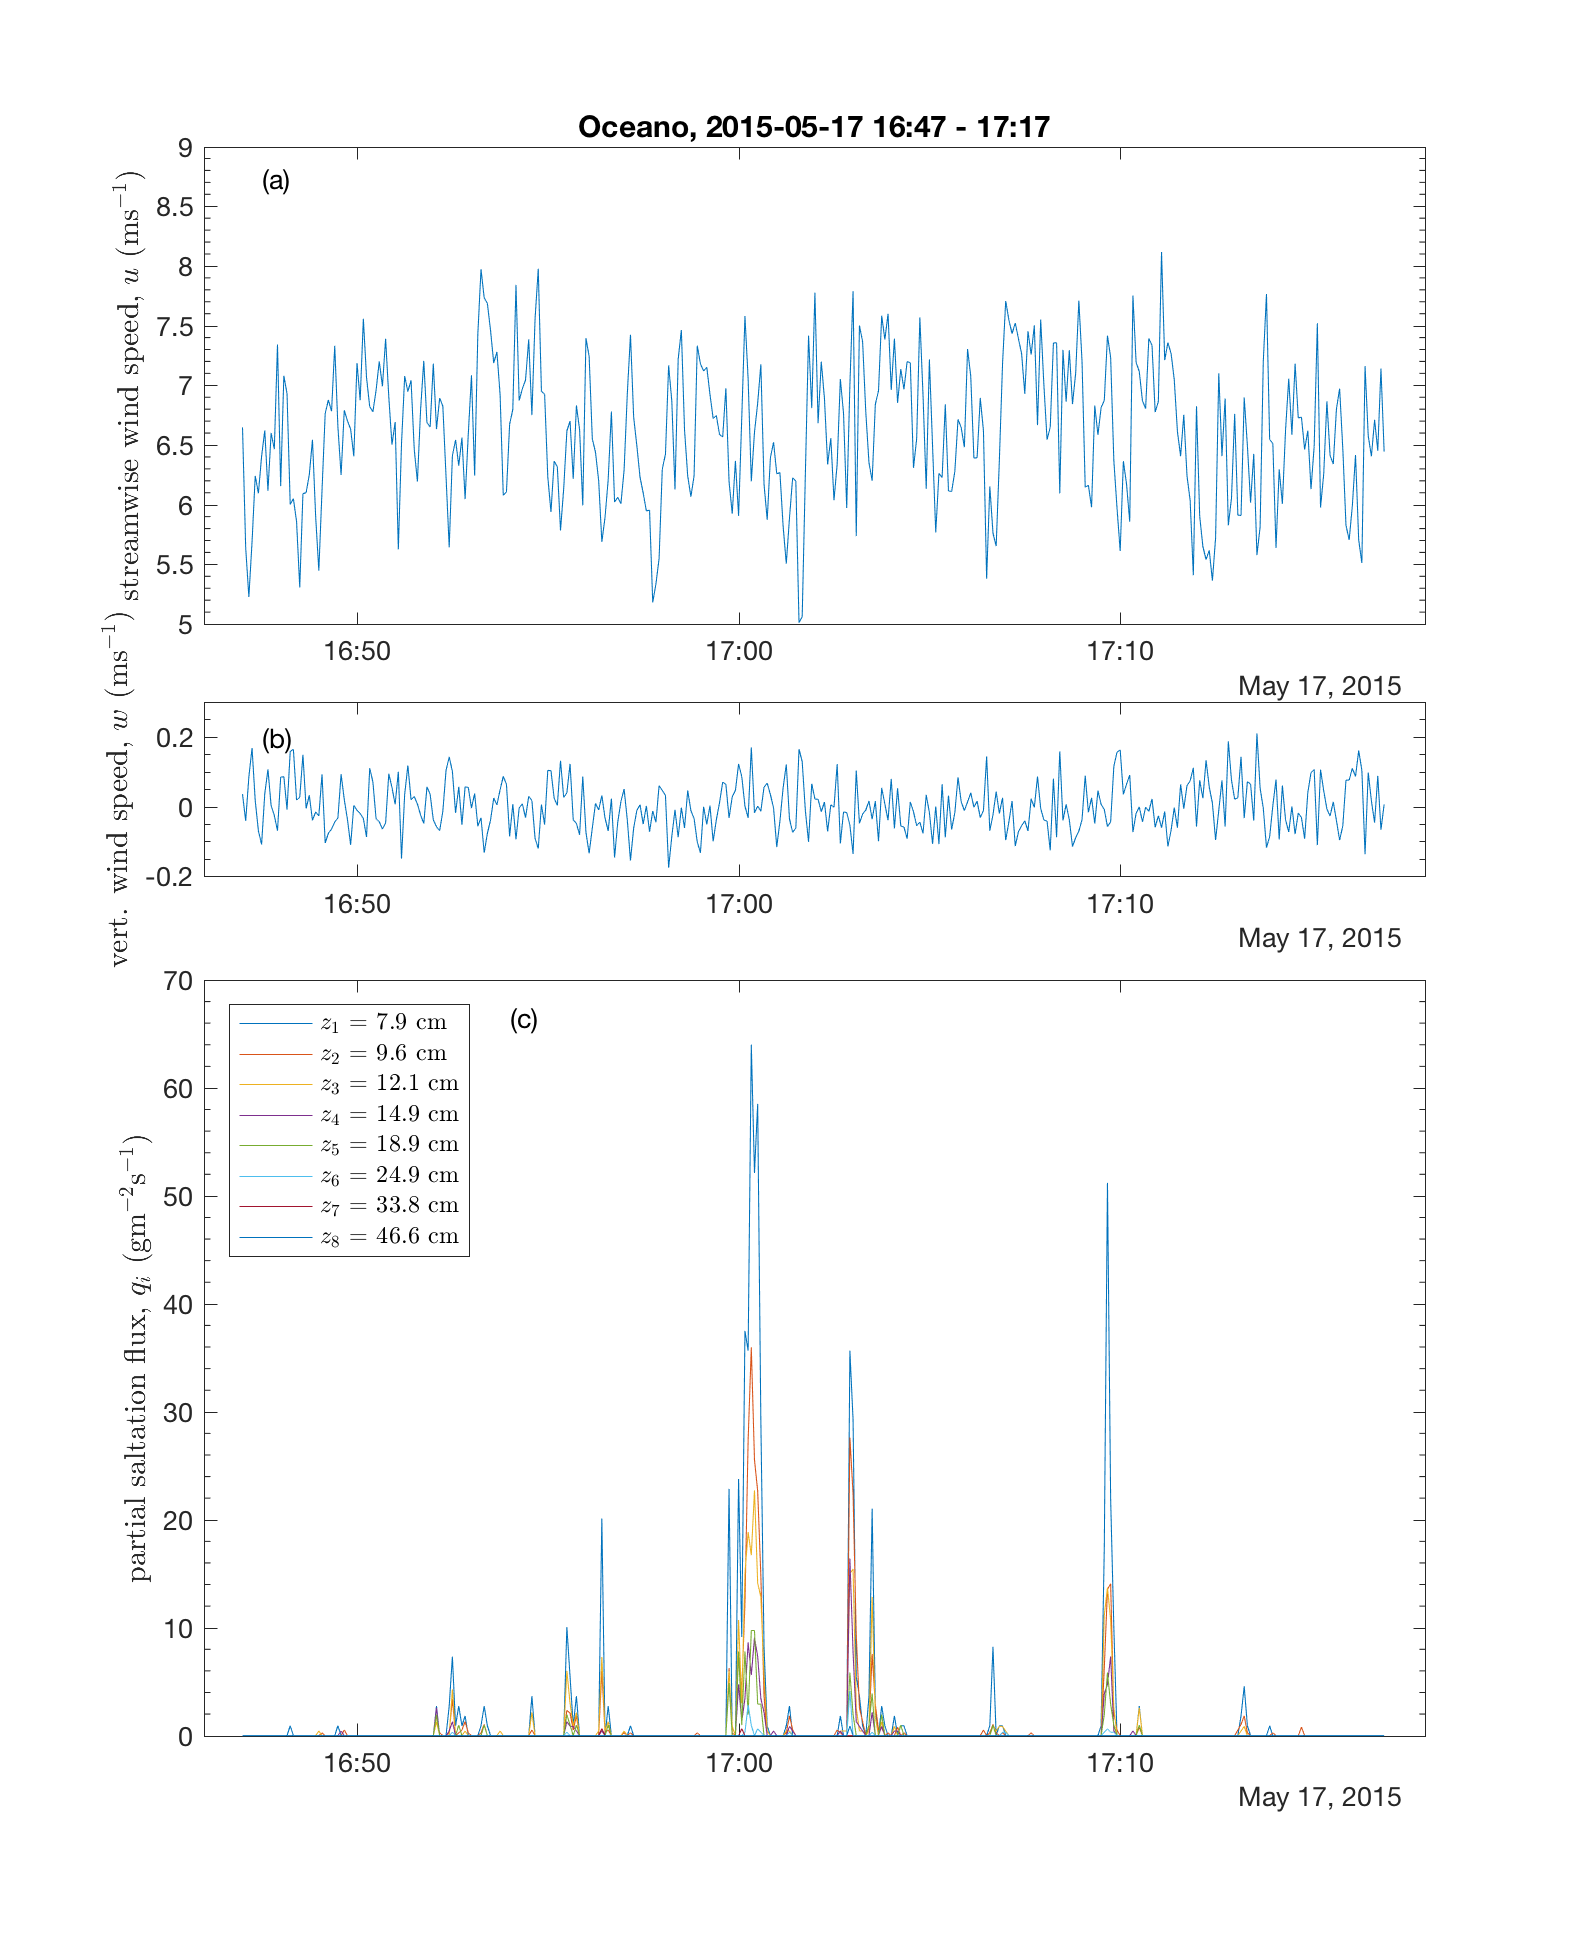 Oceano, 2015-05-17 16:47 - 17:17
(a)
streamwise wind speed, u (ms⁻¹)
9
8.5
8
7.5
7
6.5
6
5.5
5
16:50 17:00 17:10
May 17, 2015
(b)
vert. wind speed, w (ms⁻¹)
0.2
0
-0.2
16:50 17:00 17:10
May 17, 2015
(c)
partial saltation flux, qᵢ (gm⁻²s⁻¹)
70
60
50
40
30
20
10
0
z₁ = 7.9 cm
z₂ = 9.6 cm
z₃ = 12.1 cm
z₄ = 14.9 cm
z₅ = 18.9 cm
z₆ = 24.9 cm
z₇ = 33.8 cm
z₈ = 46.6 cm
16:50 17:00 17:10
May 17, 2015